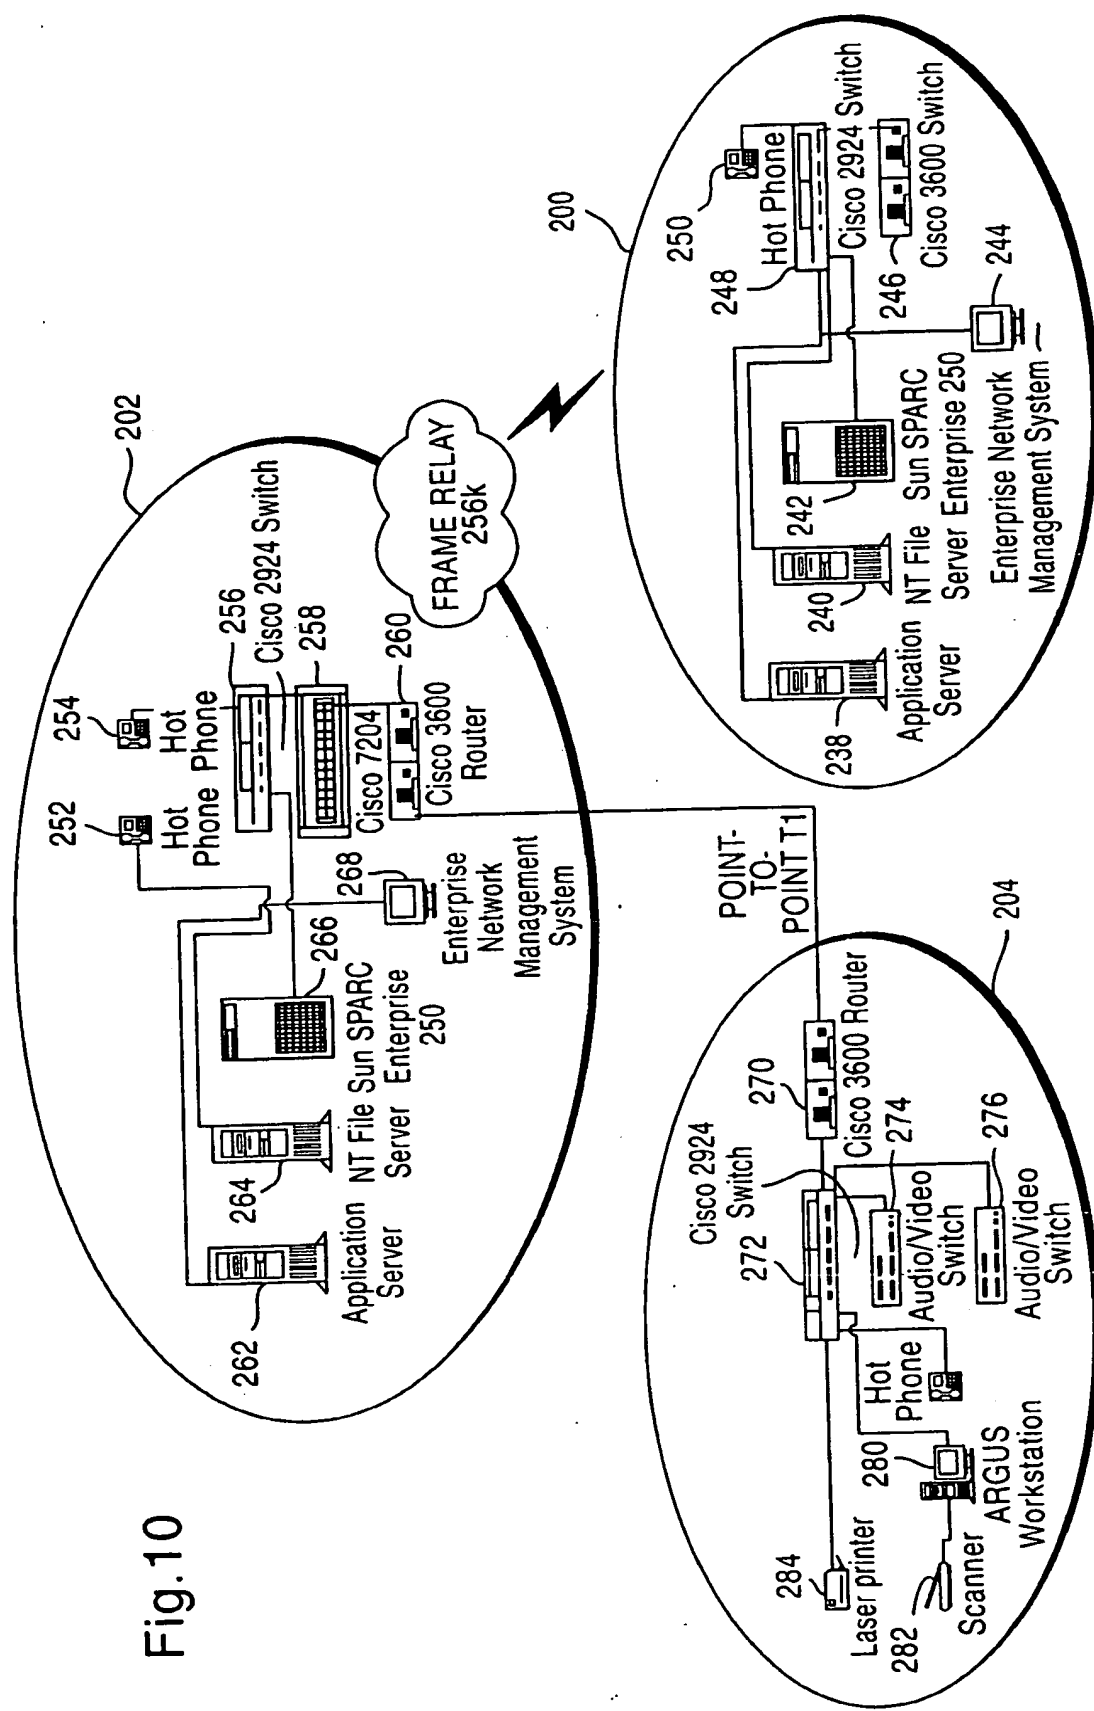 Fig.10
202
254
Hot
Phone
252
Hot
Phone
256
Cisco 2924 Switch
258
Cisco 7204
260
Cisco 3600
Router
FRAME RELAY
256k
268
Enterprise
Network
Management
System
266
Sun SPARC
Enterprise
250
NT File
Server
264
Application
Server
262
200
250
Hot Phone
248
Cisco 2924 Switch
246
Cisco 3600 Switch
244
Enterprise Network
Management System
242
Sun SPARC
Enterprise 250
240
NT File
Server
238
Application
Server
POINT-
TO-
POINT T1
204
270
Cisco 3600 Router
Cisco 2924
Switch
272
274
Audio/Video
Switch
276
Audio/Video
Switch
Hot
Phone
280
ARGUS
Workstation
284
Laser printer
282
Scanner